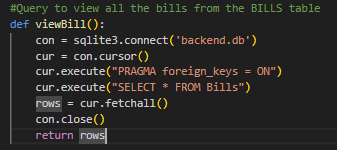 #Query to view all the bills from the BILLS table
def viewBill():
    con = sqlite3.connect('backend.db')
    cur = con.cursor()
    cur.execute("PRAGMA foreign_keys = ON")
    cur.execute("SELECT * FROM Bills")
    rows = cur.fetchall()
    con.close()
    return rows